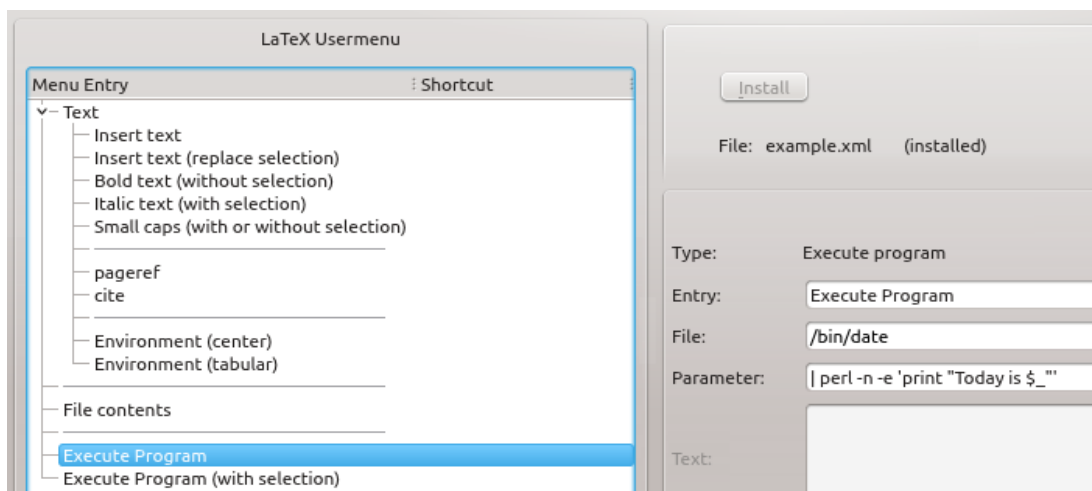 LaTeX Usermenu
Menu Entry Shortcut
Text
Insert text
Insert text (replace selection)
Bold text (without selection)
Italic text (with selection)
Small caps (with or without selection)
pageref
cite
Environment (center)
Environment (tabular)
File contents
Execute Program
Execute Program (with selection)
Install
File: example.xml (installed)
Type: Execute program
Entry: Execute Program
File: /bin/date
Parameter: | perl -n -e 'print "Today is $_"'
Text: